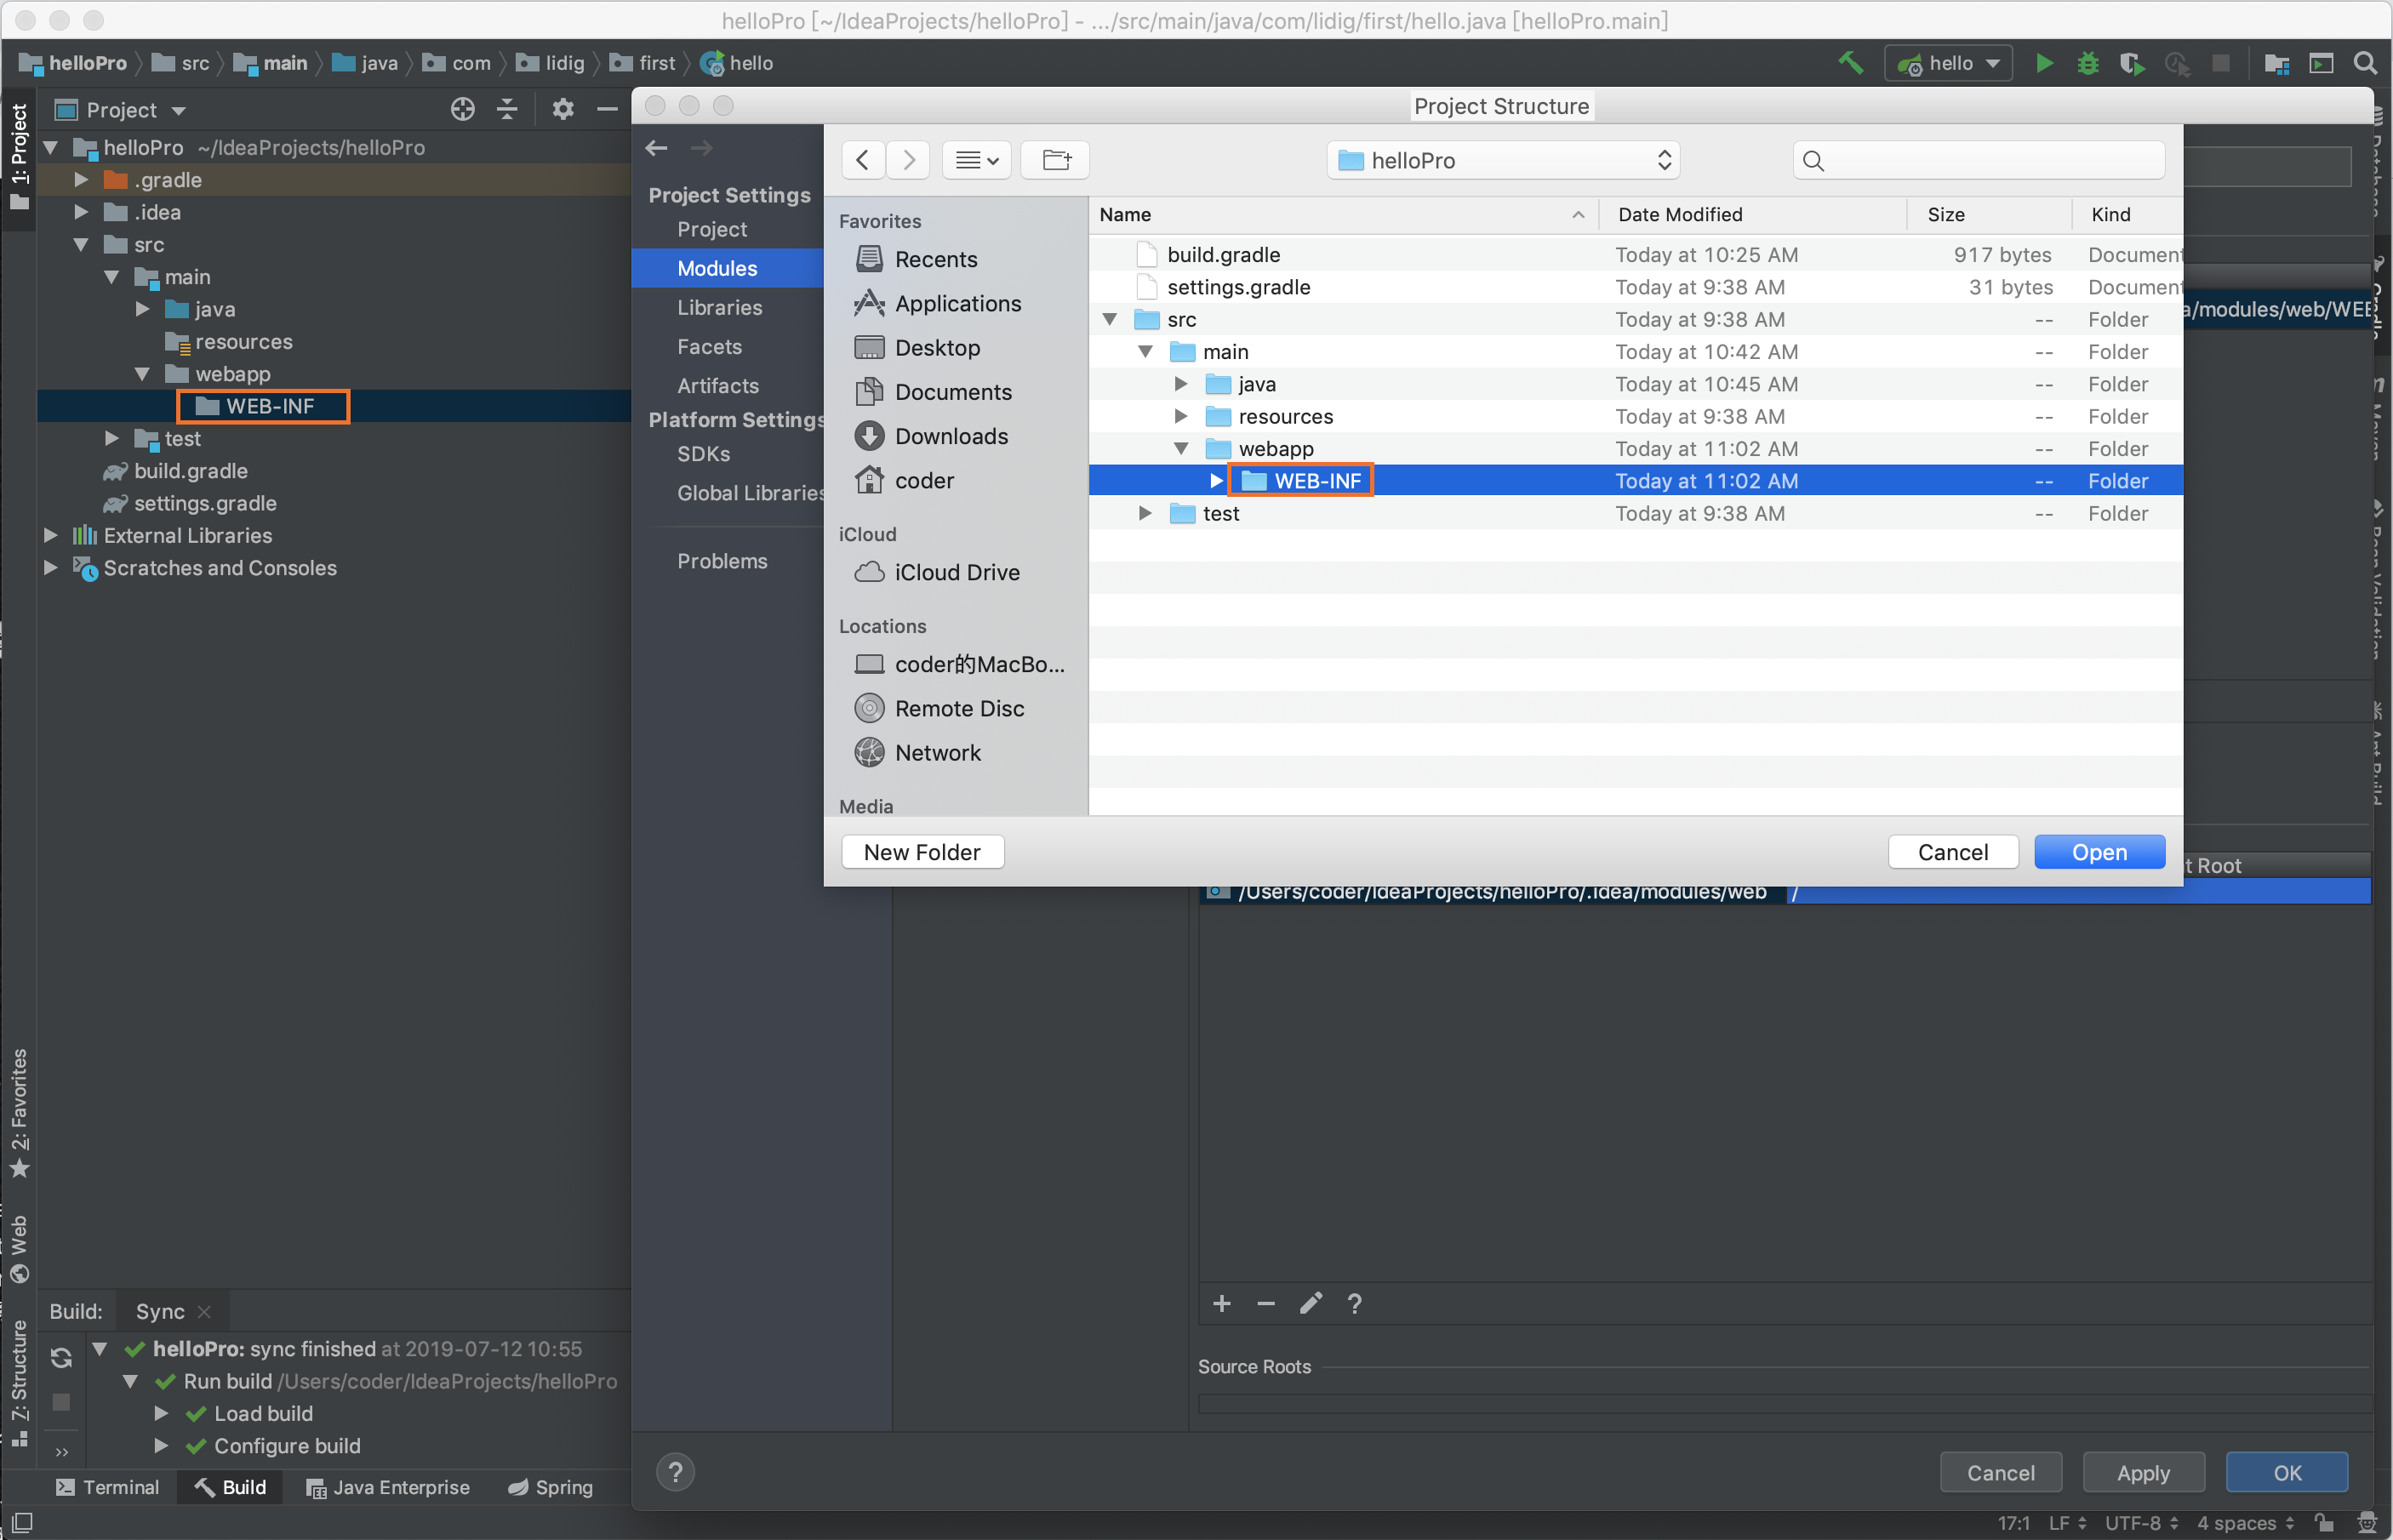 helloPro [~/IdeaProjects/helloPro] - .../src/main/java/com/lidig/first/hello.java [helloPro.main]
helloPro src main java com lidig first hello
hello
1: Project
Project
helloPro ~/IdeaProjects/helloPro
.gradle
.idea
src
main
java
resources
webapp
WEB-INF
test
build.gradle
settings.gradle
External Libraries
Scratches and Consoles
2: Favorites
Web
Z: Structure
Project Structure
Project Settings
Project
Modules
Libraries
Facets
Artifacts
Platform Settings
SDKs
Global Libraries
Problems
helloPro
Favorites
Recents
Applications
Desktop
Documents
Downloads
coder
iCloud
iCloud Drive
Locations
coder的MacBo...
Remote Disc
Network
Media
Name Date Modified Size Kind
build.gradle Today at 10:25 AM 917 bytes Document
settings.gradle Today at 9:38 AM 31 bytes Document
src Today at 9:38 AM -- Folder
main Today at 10:42 AM -- Folder
java Today at 10:45 AM -- Folder
resources Today at 9:38 AM -- Folder
webapp Today at 11:02 AM -- Folder
WEB-INF Today at 11:02 AM -- Folder
test Today at 9:38 AM -- Folder
New Folder Cancel Open
a/modules/web/WEB
t Root
/Users/coder/IdeaProjects/helloPro/.idea/modules/web /
Source Roots
? Cancel Apply OK
Build: Sync
helloPro: sync finished at 2019-07-12 10:55
Run build /Users/coder/IdeaProjects/helloPro
Load build
Configure build
Terminal Build Java Enterprise Spring
17:1 LF UTF-8 4 spaces